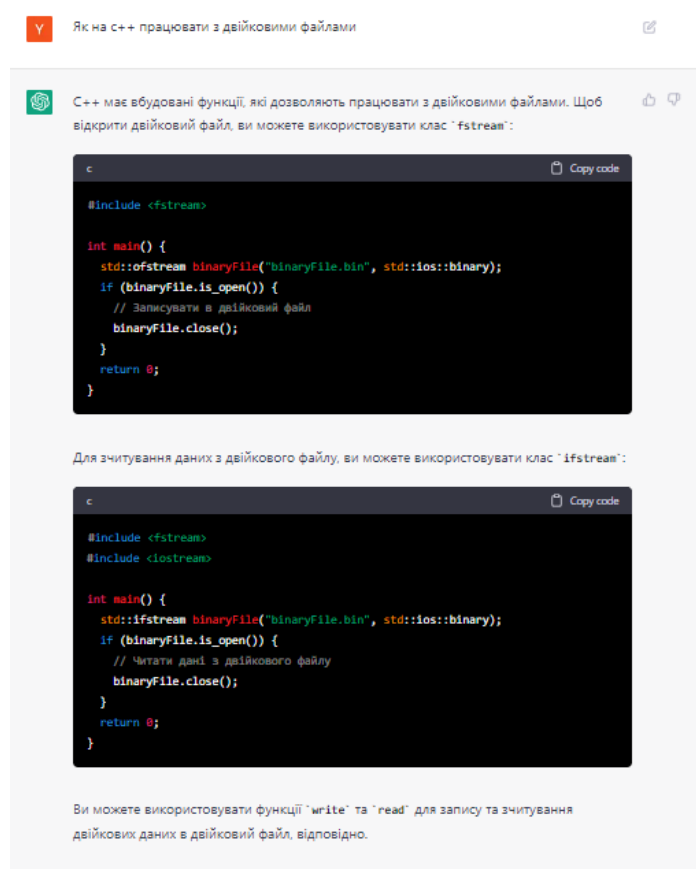 Y
Як на с++ працювати з двійковими файлами
C++ має вбудовані функції, які дозволяють працювати з двійковими файлами. Щоб
відкрити двійковий файл, ви можете використовувати клас `fstream`:
c
Copy code
#include <fstream>
int main() {
  std::ofstream binaryFile("binaryFile.bin", std::ios::binary);
  if (binaryFile.is_open()) {
    // Записувати в двійковий файл
    binaryFile.close();
  }
  return 0;
}
Для зчитування даних з двійкового файлу, ви можете використовувати клас `ifstream`:
c
Copy code
#include <fstream>
#include <iostream>
int main() {
  std::ifstream binaryFile("binaryFile.bin", std::ios::binary);
  if (binaryFile.is_open()) {
    // Читати дані з двійкового файлу
    binaryFile.close();
  }
  return 0;
}
Ви можете використовувати функції `write` та `read` для запису та зчитування
двійкових даних в двійковий файл, відповідно.